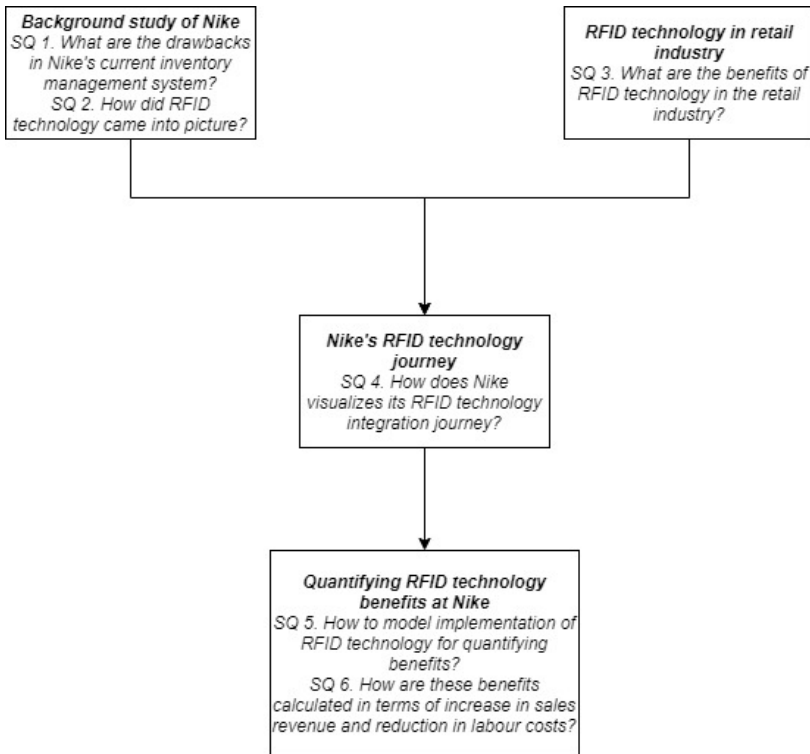 Background study of Nike
SQ 1. What are the drawbacks
in Nike's current inventory
management system?
SQ 2. How did RFID
technology came into picture?
RFID technology in retail
industry
SQ 3. What are the benefits of
RFID technology in the retail
industry?
Nike's RFID technology
journey
SQ 4. How does Nike
visualizes its RFID technology
integration journey?
Quantifying RFID technology
benefits at Nike
SQ 5. How to model implementation of
RFID technology for quantifying
benefits?
SQ 6. How are these benefits
calculated in terms of increase in sales
revenue and reduction in labour costs?